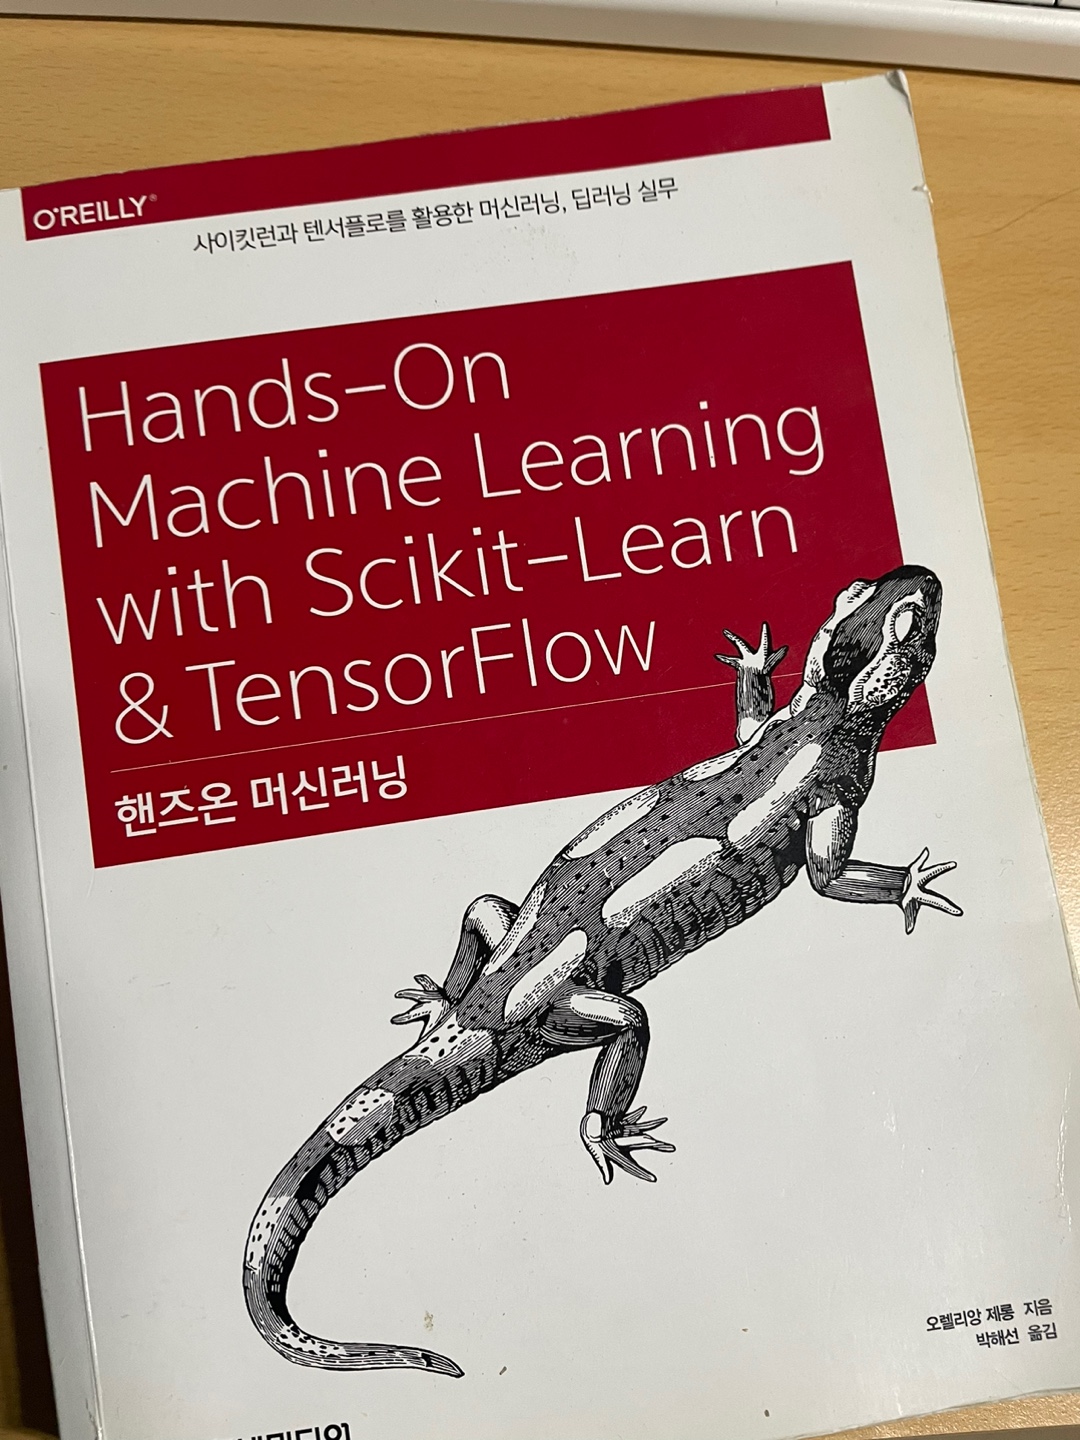 O'REILLY®
사이킷런과 텐서플로를 활용한 머신러닝, 딥러닝 실무
Hands-On
Machine Learning
with Scikit-Learn
& TensorFlow
핸즈온 머신러닝
오렐리앙 제롱 지음
박해선 옮김